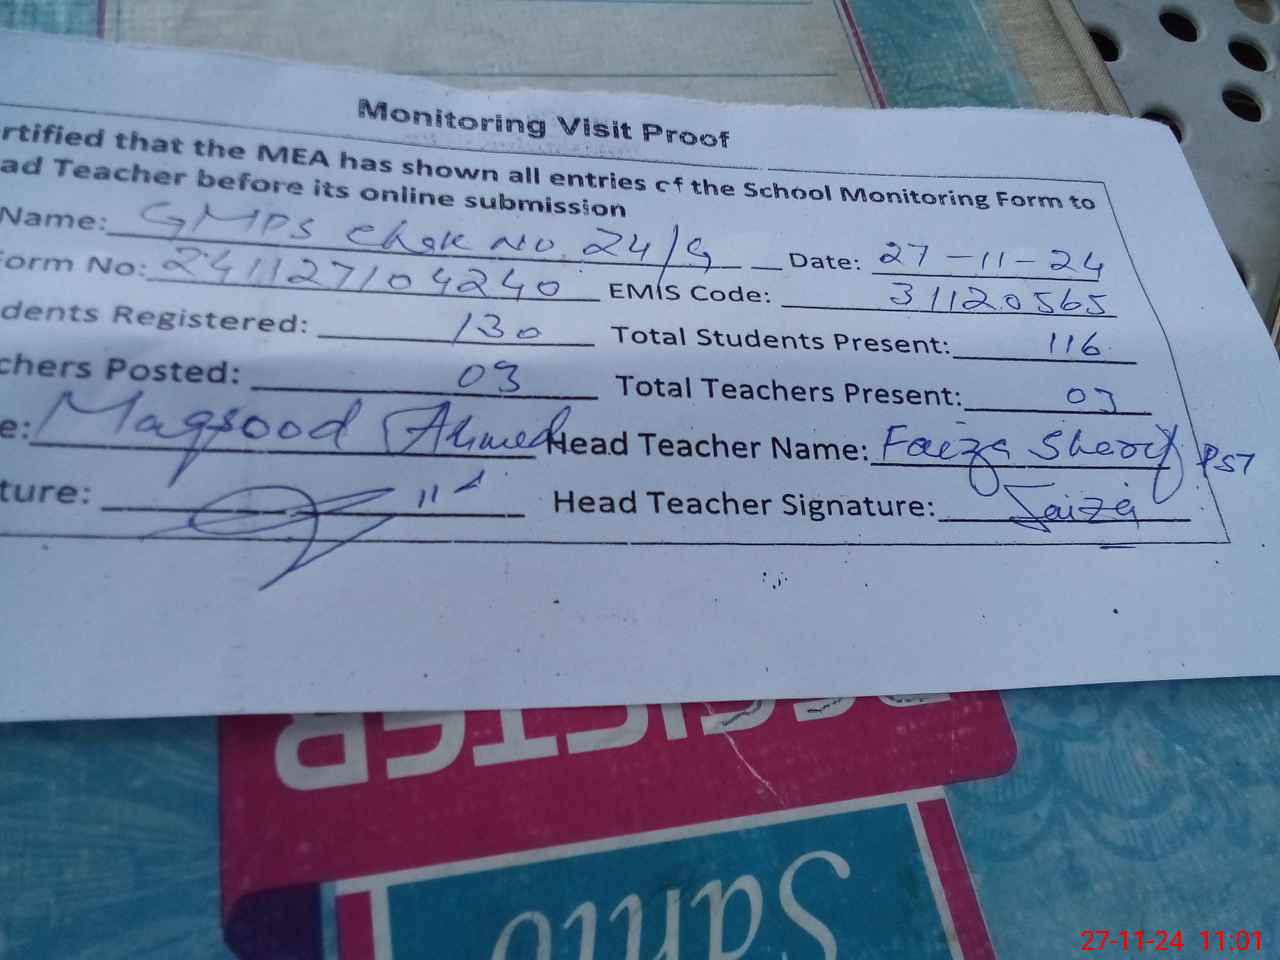 Monitoring Visit Proof
rtified that the MEA has shown all entries of the School Monitoring Form to
ad Teacher before its online submission
Name: GMPS Chak No. 24/G Date: 27-11-24
orm No: 241127104240 EMIS Code: 31120565
dents Registered: 130 Total Students Present: 116
chers Posted: 03 Total Teachers Present: 03
e: Maqsood Ahmed Head Teacher Name: Faeza Sherif PST
ture: Head Teacher Signature: Faiza
REGISTER
Sano
27-11-24 11:01